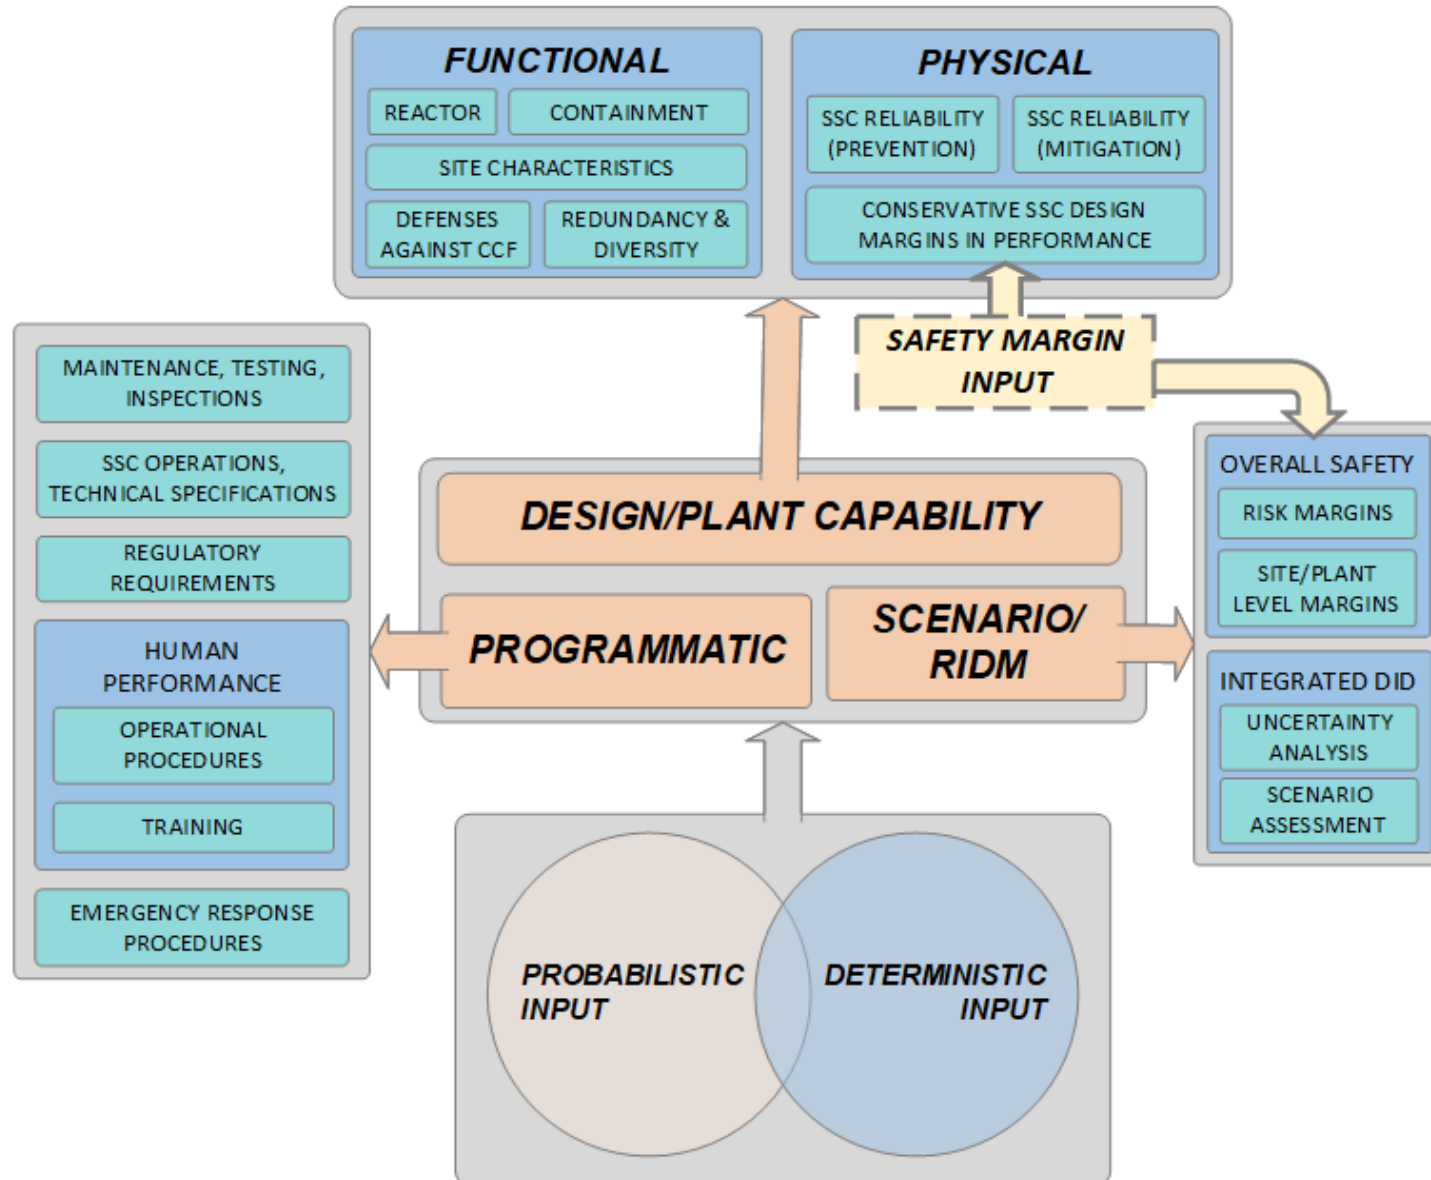 FUNCTIONAL
REACTOR
CONTAINMENT
SITE CHARACTERISTICS
DEFENSES
AGAINST CCF
REDUNDANCY &
DIVERSITY
PHYSICAL
SSC RELIABILITY
(PREVENTION)
SSC RELIABILITY
(MITIGATION)
CONSERVATIVE SSC DESIGN
MARGINS IN PERFORMANCE
SAFETY MARGIN
INPUT
MAINTENANCE, TESTING,
INSPECTIONS
SSC OPERATIONS,
TECHNICAL SPECIFICATIONS
REGULATORY
REQUIREMENTS
HUMAN
PERFORMANCE
OPERATIONAL
PROCEDURES
TRAINING
EMERGENCY RESPONSE
PROCEDURES
DESIGN/PLANT CAPABILITY
PROGRAMMATIC
SCENARIO/
RIDM
OVERALL SAFETY
RISK MARGINS
SITE/PLANT
LEVEL MARGINS
INTEGRATED DID
UNCERTAINTY
ANALYSIS
SCENARIO
ASSESSMENT
PROBABILISTIC
INPUT
DETERMINISTIC
INPUT